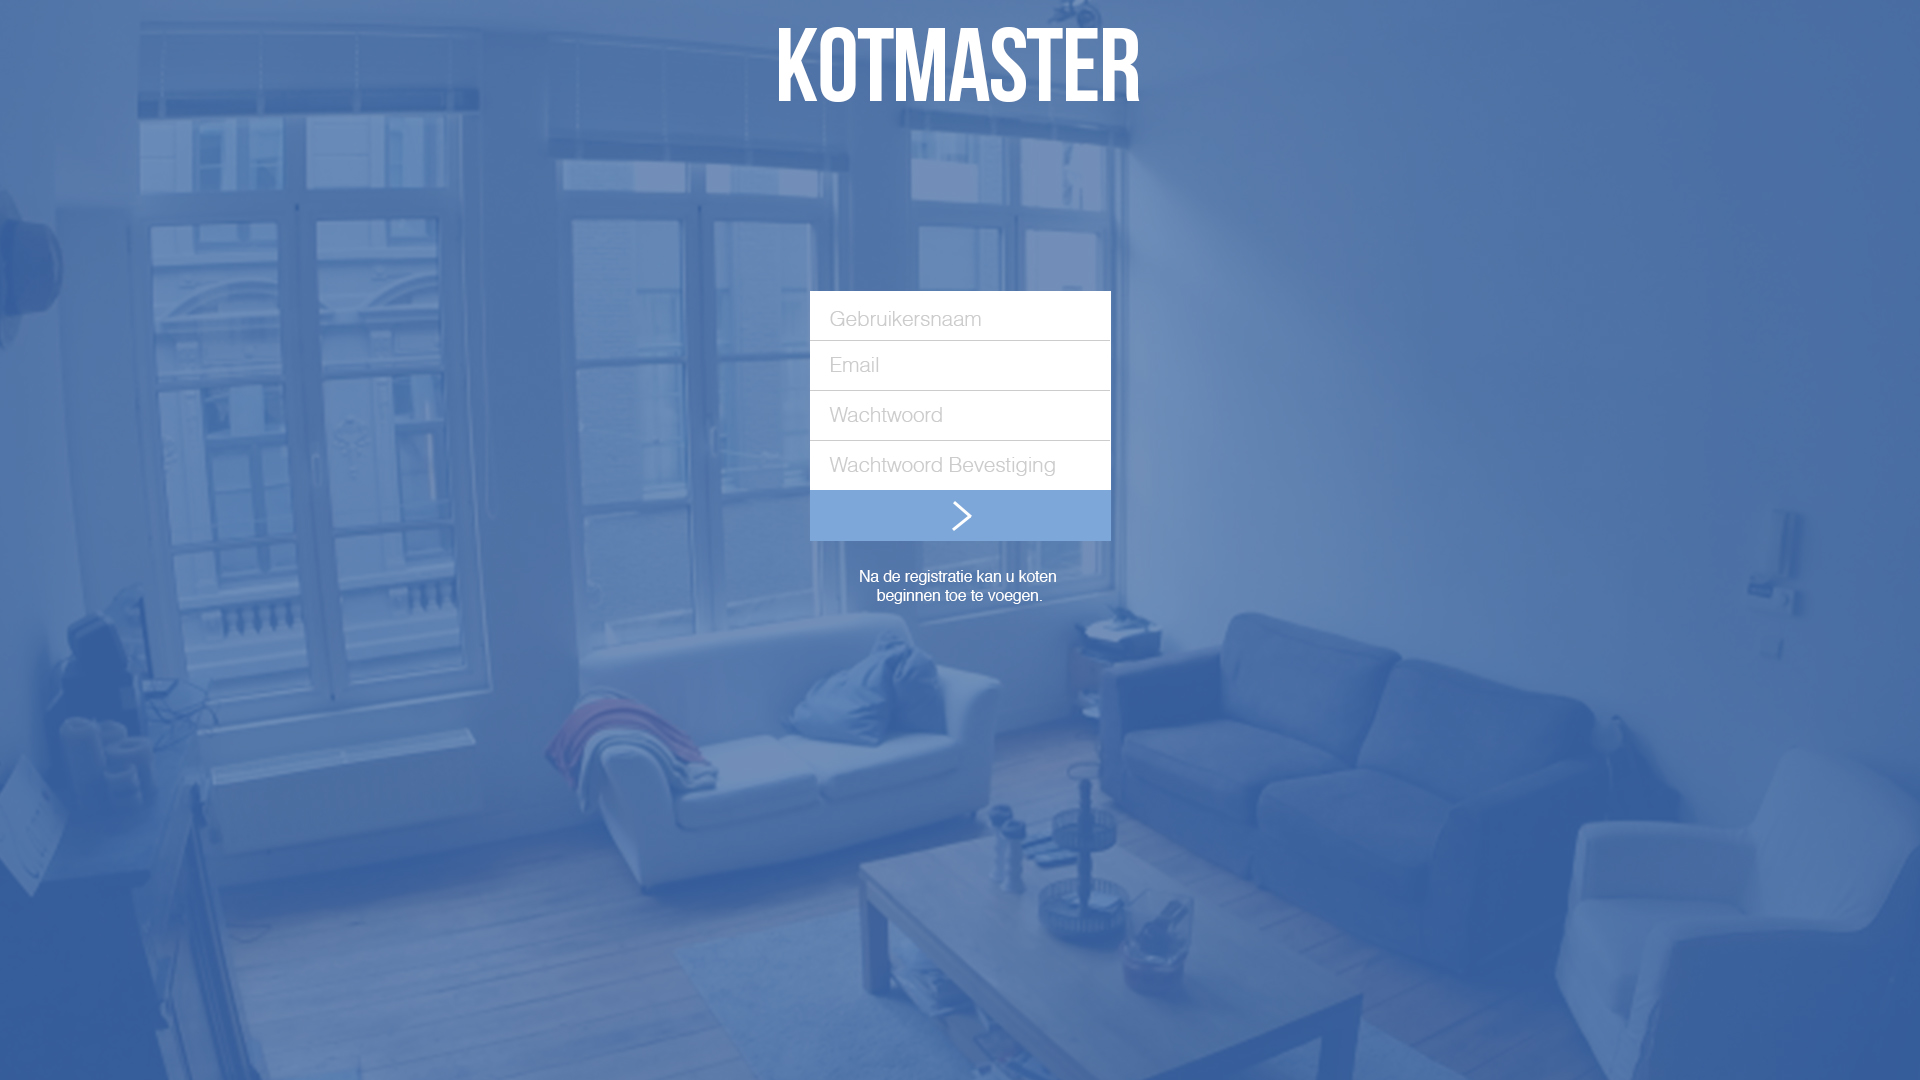 KOTMASTER
Gebruikersnaam
Email
Wachtwoord
Wachtwoord Bevestiging
Na de registratie kan u koten
beginnen toe te voegen.